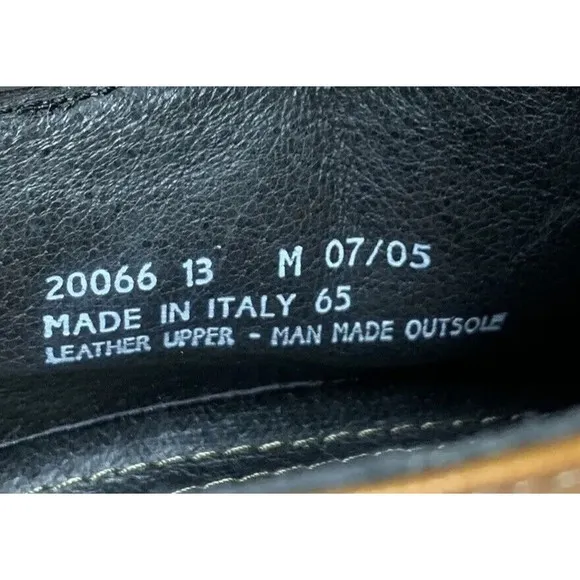 20066 13 M 07/05
MADE IN ITALY 65
LEATHER UPPER - MAN MADE OUTSOLE